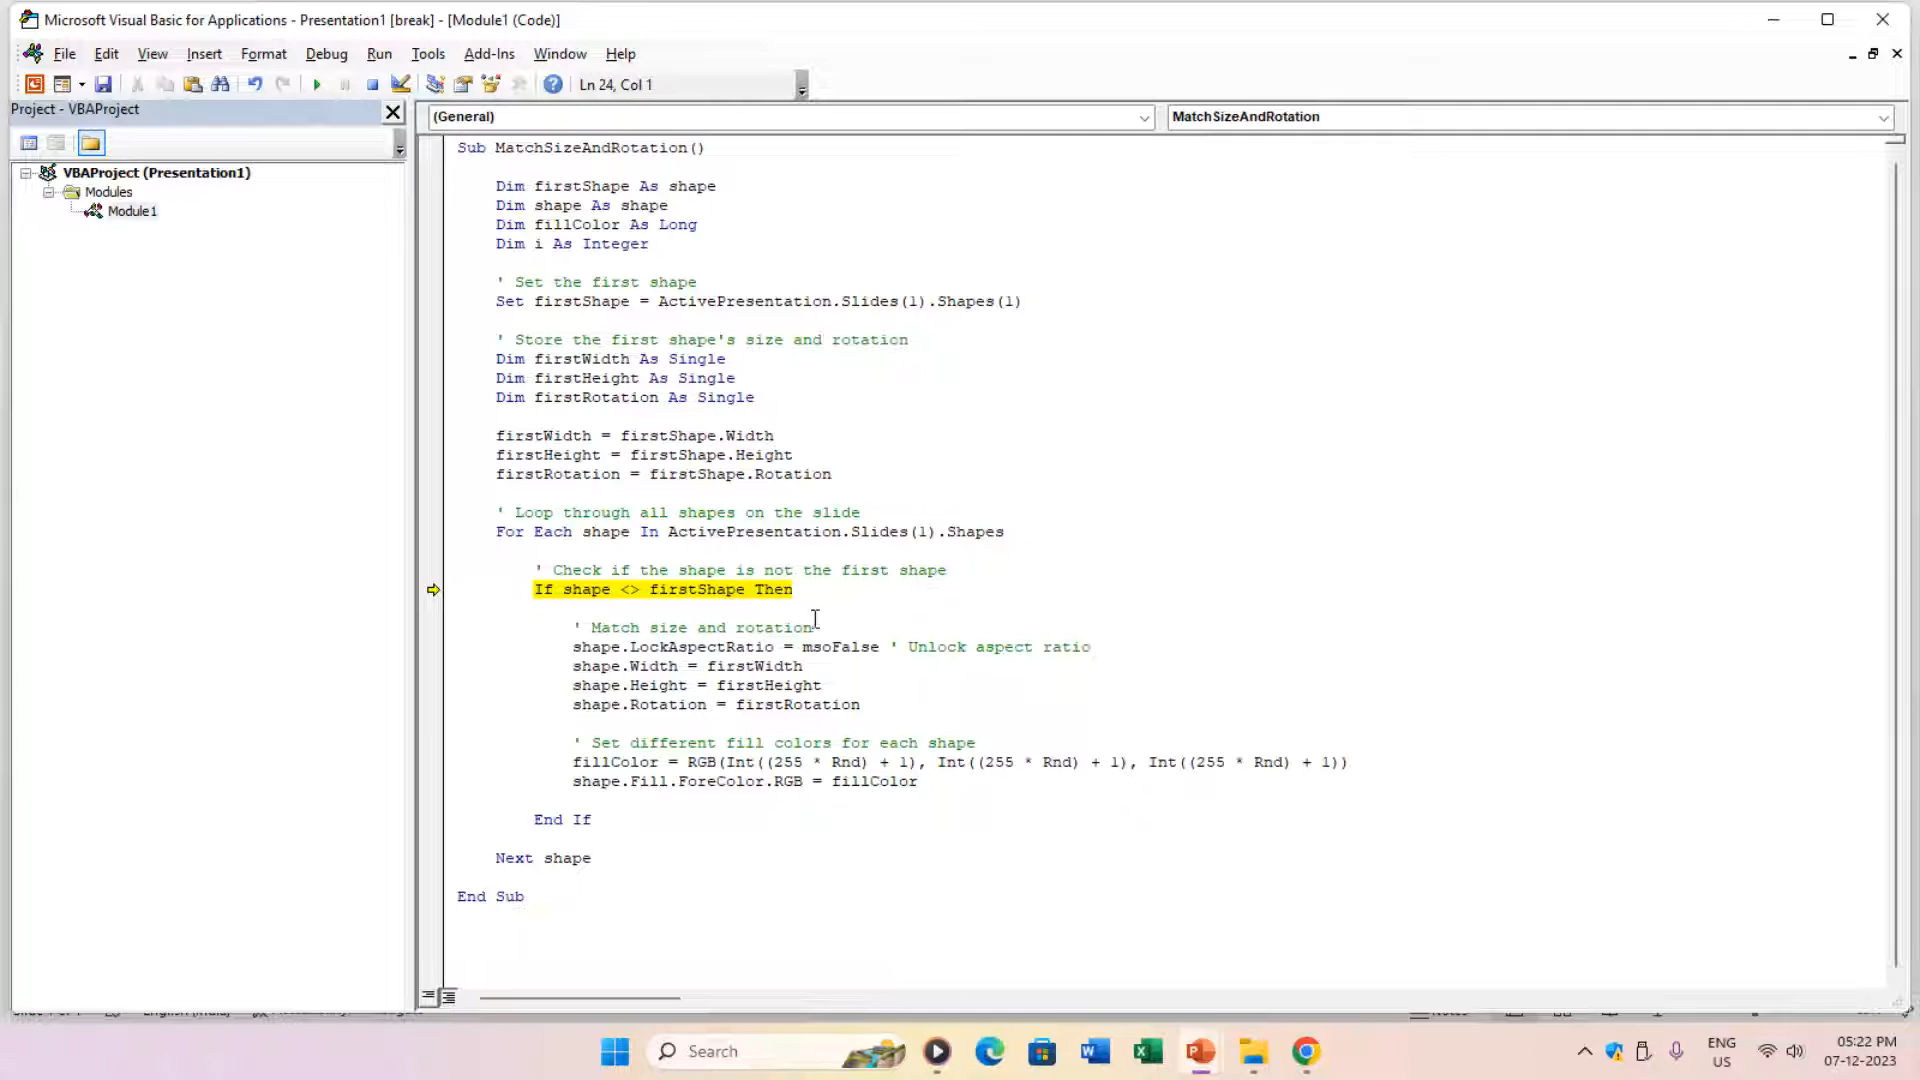 Microsoft Visual Basic for Applications - Presentation1 [break] - [Module1 (Code)]
File Edit View Insert Format Debug Run Tools Add-Ins Window Help
Ln 24, Col 1
Project - VBAProject
(General)
MatchSizeAndRotation
VBAProject (Presentation1)
Modules
Module1
Sub MatchSizeAndRotation()
Dim firstShape As shape
Dim shape As shape
Dim fillColor As Long
Dim i As Integer
' Set the first shape
Set firstShape = ActivePresentation.Slides(1).Shapes(1)
' Store the first shape's size and rotation
Dim firstWidth As Single
Dim firstHeight As Single
Dim firstRotation As Single
firstWidth = firstShape.Width
firstHeight = firstShape.Height
firstRotation = firstShape.Rotation
' Loop through all shapes on the slide
For Each shape In ActivePresentation.Slides(1).Shapes
' Check if the shape is not the first shape
If shape <> firstShape Then
' Match size and rotation
shape.LockAspectRatio = msoFalse ' Unlock aspect ratio
shape.Width = firstWidth
shape.Height = firstHeight
shape.Rotation = firstRotation
' Set different fill colors for each shape
fillColor = RGB(Int((255 * Rnd) + 1), Int((255 * Rnd) + 1), Int((255 * Rnd) + 1))
shape.Fill.ForeColor.RGB = fillColor
End If
Next shape
End Sub
Search
ENG
US
05:22 PM
07-12-2023